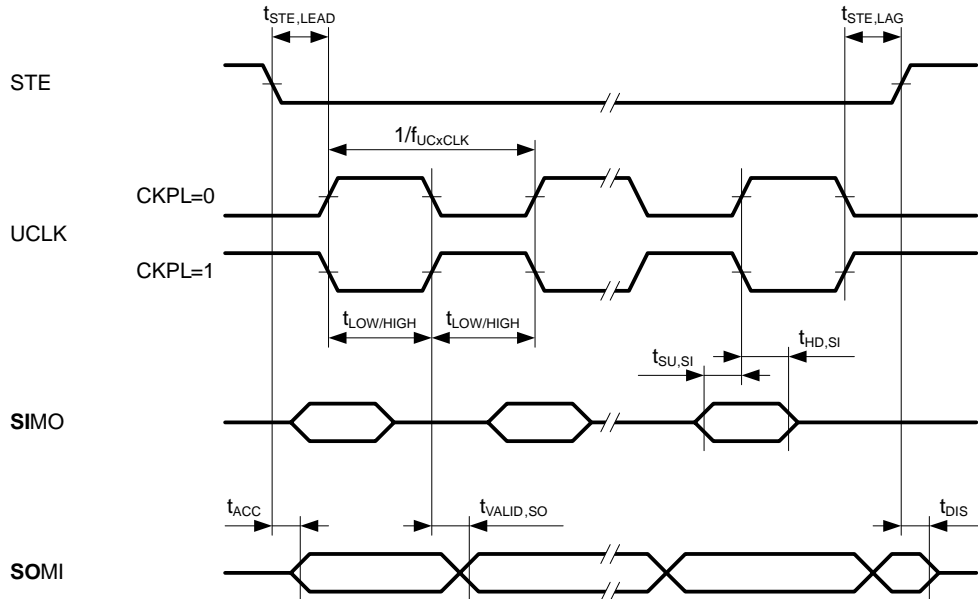 tSTE,LEAD
tSTE,LAG
STE
1/fUCxCLK
CKPL=0
UCLK
CKPL=1
tLOW/HIGH tLOW/HIGH
tHD,SI
tSU,SI
SIMO
tACC
tVALID,SO
tDIS
SOMI